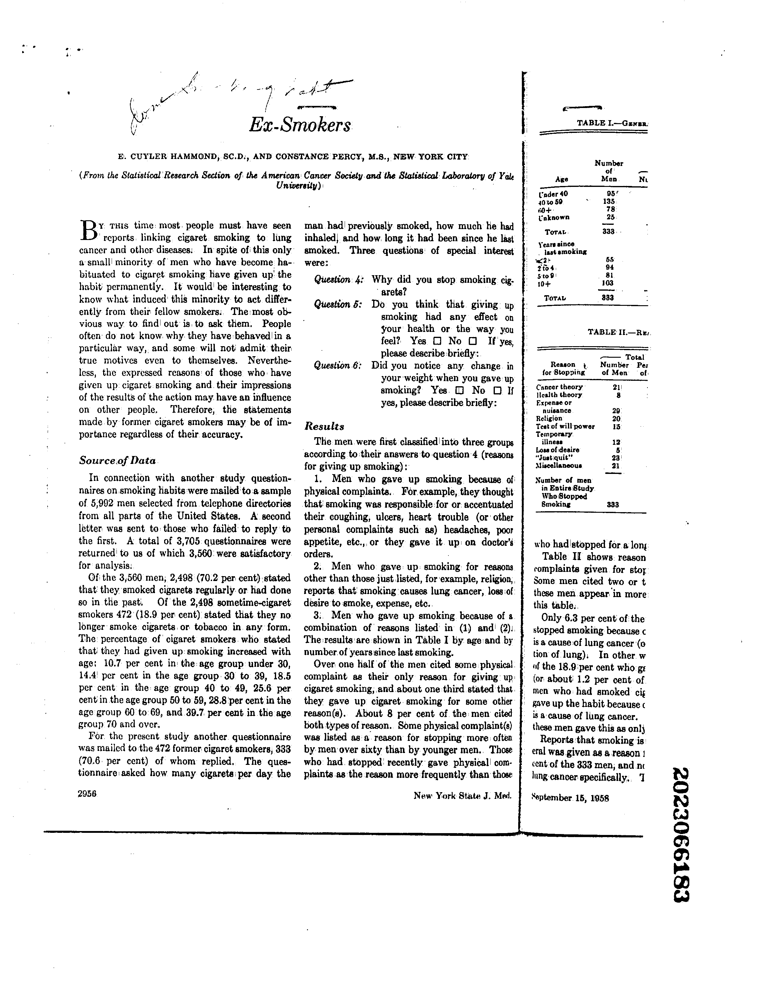 Ex-Smokers
E. CUYLER HAMMOND, SC.D., AND CONSTANCE PERCY, M.S., NEW YORK CITY
(From the Statistical Research Section of the American Cancer Society and the Statistical Laboratory of Yale
University)
BY THIS time most people must have seen
reports linking cigaret smoking to lung
cancer and other diseases. In spite of this only
a small minority of men who have become ha-
bituated to cigaret smoking have given up the
habit permanently. It would be interesting to
know what induced this minority to act differ-
ently from their fellow smokers. The most ob-
vious way to find out is to ask them. People
often do not know why they have behaved in a
particular way, and some will not admit their
true motives even to themselves. Neverthe-
less, the expressed reasons of those who have
given up cigaret smoking and their impressions
of the results of the action may have an influence
on other people. Therefore, the statements
made by former cigaret smokers may be of im-
portance regardless of their accuracy.
Source of Data
In connection with another study question-
naires on smoking habits were mailed to a sample
of 5,992 men selected from telephone directories
from all parts of the United States. A second
letter was sent to those who failed to reply to
the first. A total of 3,705 questionnaires were
returned to us of which 3,560 were satisfactory
for analysis.
Of the 3,560 men, 2,498 (70.2 per cent) stated
that they smoked cigarets regularly or had done
so in the past. Of the 2,498 sometime-cigaret
smokers 472 (18.9 per cent) stated that they no
longer smoke cigarets or tobacco in any form.
The percentage of cigaret smokers who stated
that they had given up smoking increased with
age: 10.7 per cent in the age group under 30,
14.4 per cent in the age group 30 to 39, 18.5
per cent in the age group 40 to 49, 25.6 per
cent in the age group 50 to 59, 28.8 per cent in the
age group 60 to 69, and 39.7 per cent in the age
group 70 and over.
For the present study another questionnaire
was mailed to the 472 former cigaret smokers, 333
(70.6 per cent) of whom replied. The ques-
tionnaire asked how many cigarets per day the
2956
man had previously smoked, how much he had
inhaled, and how long it had been since he last
smoked. Three questions of special interest
were:
Question 4: Why did you stop smoking cig-
arets?
Question 5: Do you think that giving up
smoking had any effect on
your health or the way you
feel? Yes □ No □ If yes,
please describe briefly:
Question 6: Did you notice any change in
your weight when you gave up
smoking? Yes □ No □ If
yes, please describe briefly:
Results
The men were first classified into three groups
according to their answers to question 4 (reasons
for giving up smoking):
1. Men who gave up smoking because of
physical complaints. For example, they thought
that smoking was responsible for or accentuated
their coughing, ulcers, heart trouble (or other
personal complaints such as) headaches, poor
appetite, etc., or they gave it up on doctor's
orders.
2. Men who gave up smoking for reasons
other than those just listed, for example, religion,
reports that smoking causes lung cancer, loss of
desire to smoke, expense, etc.
3. Men who gave up smoking because of a
combination of reasons listed in (1) and (2).
The results are shown in Table I by age and by
number of years since last smoking.
Over one half of the men cited some physical
complaint as their only reason for giving up
cigaret smoking, and about one third stated that
they gave up cigaret smoking for some other
reason(s). About 8 per cent of the men cited
both types of reason. Some physical complaint(s)
was listed as a reason for stopping more often
by men over sixty than by younger men. Those
who had stopped recently gave physical com-
plaints as the reason more frequently than those
New York State J. Med.
TABLE I.—GENER
Number
of
Age Men Nu
Under 40 95
40 to 59 135
60+ 78
Unknown 25
TOTAL 333
Years since
last smoking
<2 55
2 to 4 94
5 to 9 81
10+ 103
TOTAL 333
TABLE II.—RE
Total
Reason Number Per
for Stopping of Men of
Cancer theory 21
Health theory 8
Expense or
nuisance 29
Religion 20
Test of will power 15
Temporary
illness 12
Loss of desire 5
"Just quit" 23
Miscellaneous 21
Number of men
in Entire Study
Who Stopped
Smoking 333
who had stopped for a long
Table II shows reason
complaints given for stop
Some men cited two or t
these men appear in more
this table.
Only 6.3 per cent of the
stopped smoking because c
is a cause of lung cancer (o
tion of lung). In other w
of the 18.9 per cent who g
(or about 1.2 per cent of
men who had smoked cig
gave up the habit because c
is a cause of lung cancer.
these men gave this as only
Reports that smoking is
eral was given as a reason
cent of the 333 men, and no
lung cancer specifically. T
September 15, 1958
2023066183